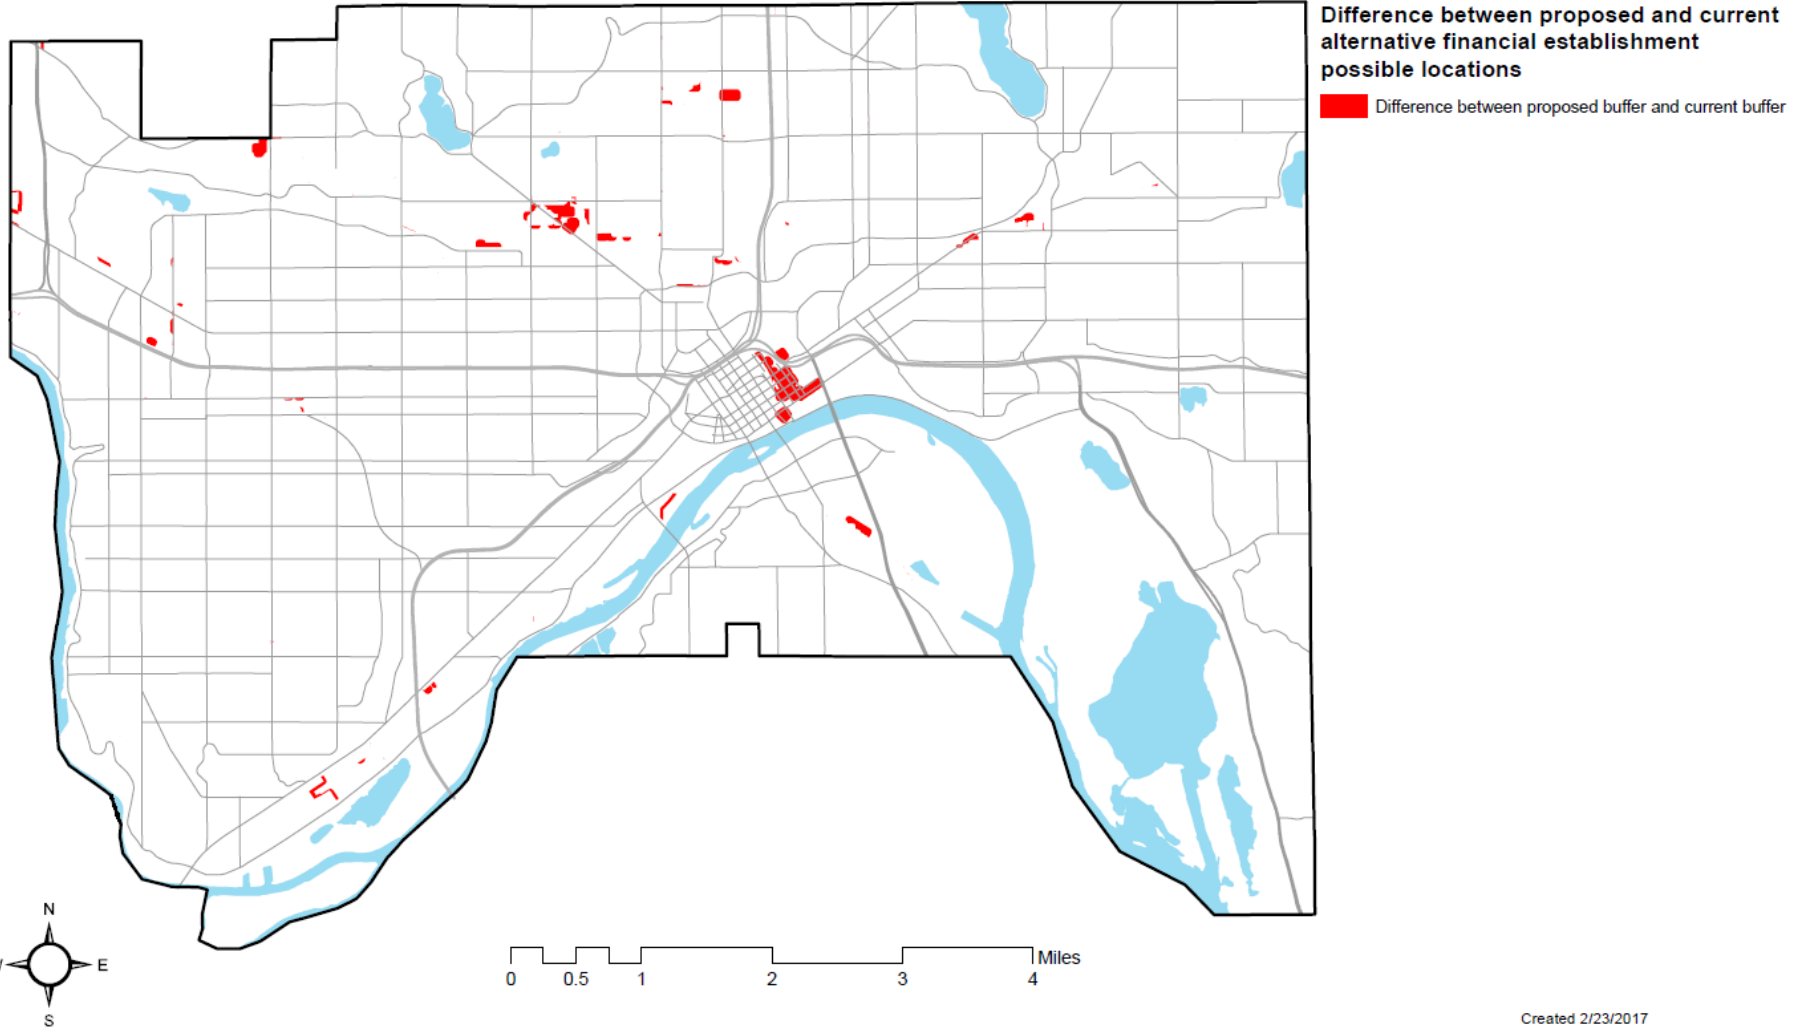 Difference between proposed and current
alternative financial establishment
possible locations
Difference between proposed buffer and current buffer
N
E
S
Miles
0 0.5 1 2 3 4
Created 2/23/2017